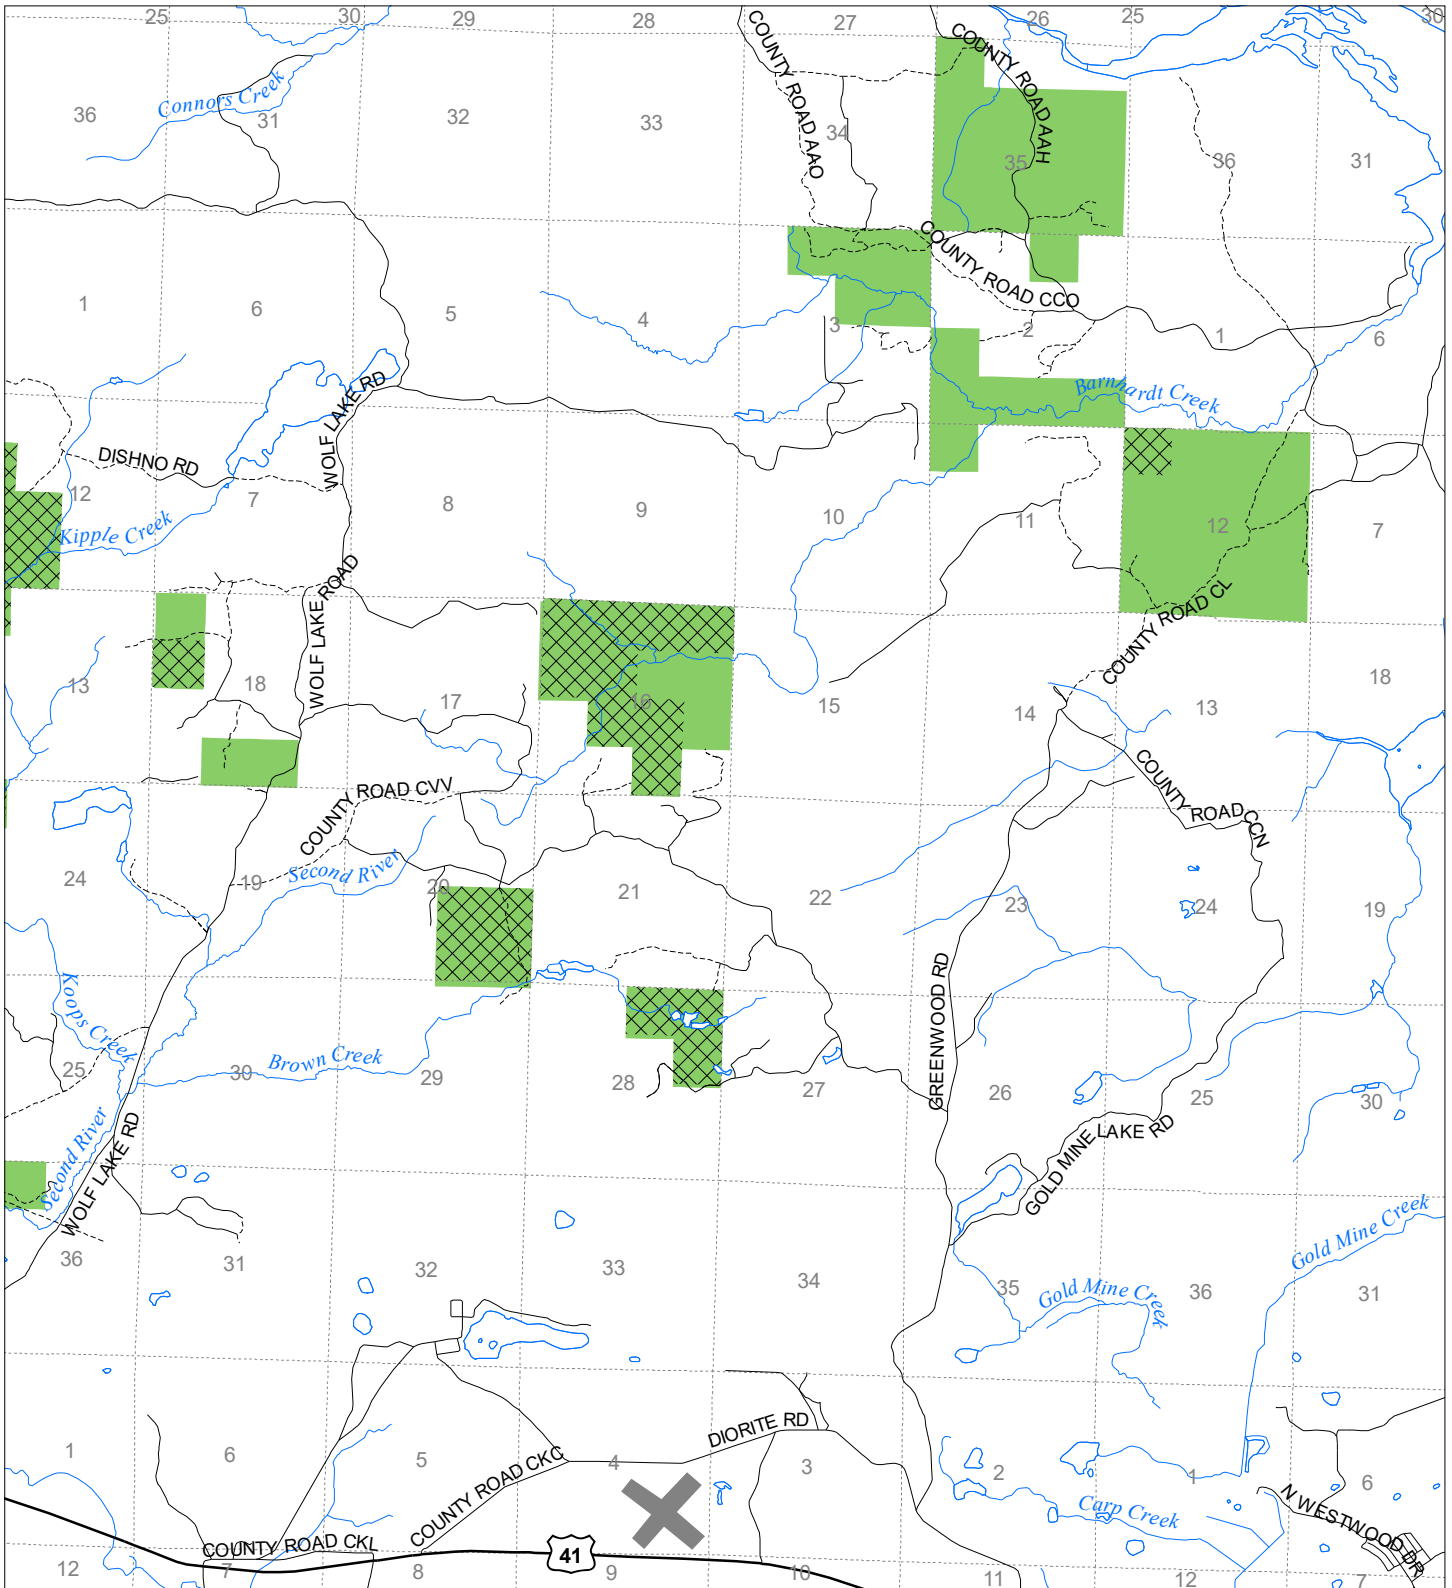 25 30 29 28 27 26 25 30
COUNTY ROAD AAO
COUNTY ROAD AAH
Connors Creek
36 31 32 33 34 35 36 31
COUNTY ROAD CCO
1 6 5 4 3 2 1 6
WOLF LAKE RD
Barnhardt Creek
DISHNO RD
12 7 8 9 10 11 12 7
Kipple Creek
WOLF LAKE ROAD
COUNTY ROAD CL
13 18 17 16 15 14 13 18
COUNTY ROAD CVV
COUNTY ROAD CCN
Second River
24 19 20 21 22 23 24 19
Koops Creek
GREENWOOD RD
Brown Creek
25 30 29 28 27 26 25 30
Second River
WOLF LAKE RD
GOLD MINE LAKE RD
Gold Mine Creek
36 31 32 33 34 35 36 31
Gold Mine Creek
DIORITE RD
1 6 5 4 3 2 1 6
COUNTY ROAD CKC
Carp Creek
N WESTWOOD DR
COUNTY ROAD CKL
41
12 7 8 9 10 11 12 7